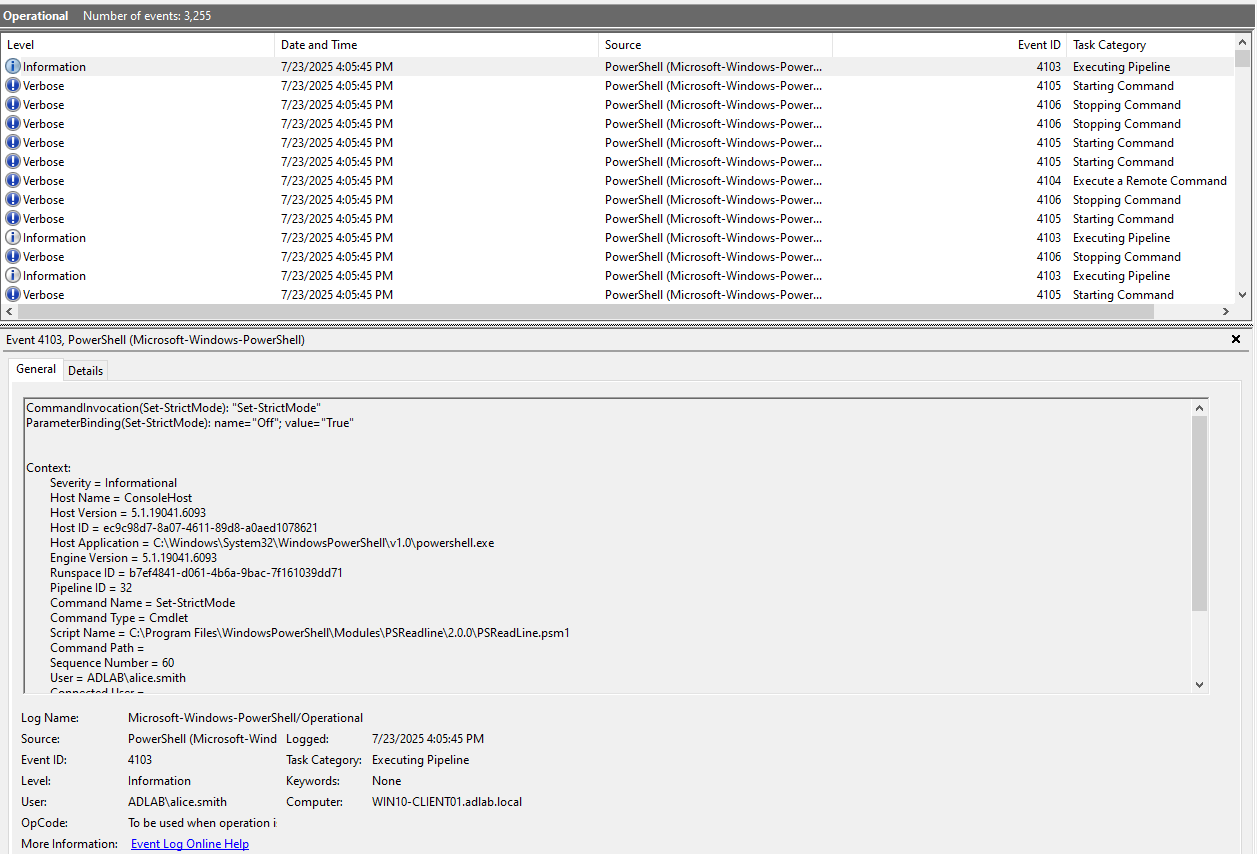 Operational Number of events: 3,255
Level Date and Time Source Event ID Task Category
Information 7/23/2025 4:05:45 PM PowerShell (Microsoft-Windows-Power... 4103 Executing Pipeline
Verbose 7/23/2025 4:05:45 PM PowerShell (Microsoft-Windows-Power... 4105 Starting Command
Verbose 7/23/2025 4:05:45 PM PowerShell (Microsoft-Windows-Power... 4106 Stopping Command
Verbose 7/23/2025 4:05:45 PM PowerShell (Microsoft-Windows-Power... 4106 Stopping Command
Verbose 7/23/2025 4:05:45 PM PowerShell (Microsoft-Windows-Power... 4105 Starting Command
Verbose 7/23/2025 4:05:45 PM PowerShell (Microsoft-Windows-Power... 4105 Starting Command
Verbose 7/23/2025 4:05:45 PM PowerShell (Microsoft-Windows-Power... 4104 Execute a Remote Command
Verbose 7/23/2025 4:05:45 PM PowerShell (Microsoft-Windows-Power... 4106 Stopping Command
Verbose 7/23/2025 4:05:45 PM PowerShell (Microsoft-Windows-Power... 4105 Starting Command
Information 7/23/2025 4:05:45 PM PowerShell (Microsoft-Windows-Power... 4103 Executing Pipeline
Verbose 7/23/2025 4:05:45 PM PowerShell (Microsoft-Windows-Power... 4106 Stopping Command
Information 7/23/2025 4:05:45 PM PowerShell (Microsoft-Windows-Power... 4103 Executing Pipeline
Verbose 7/23/2025 4:05:45 PM PowerShell (Microsoft-Windows-Power... 4105 Starting Command
Event 4103, PowerShell (Microsoft-Windows-PowerShell)
General Details
CommandInvocation(Set-StrictMode): "Set-StrictMode"
ParameterBinding(Set-StrictMode): name="Off"; value="True"
Context:
Severity = Informational
Host Name = ConsoleHost
Host Version = 5.1.19041.6093
Host ID = ec9c98d7-8a07-4611-89d8-a0aed1078621
Host Application = C:\Windows\System32\WindowsPowerShell\v1.0\powershell.exe
Engine Version = 5.1.19041.6093
Runspace ID = b7ef4841-d061-4b6a-9bac-7f161039dd71
Pipeline ID = 32
Command Name = Set-StrictMode
Command Type = Cmdlet
Script Name = C:\Program Files\WindowsPowerShell\Modules\PSReadline\2.0.0\PSReadLine.psm1
Command Path =
Sequence Number = 60
User = ADLAB\alice.smith
Connected User =
Log Name: Microsoft-Windows-PowerShell/Operational
Source: PowerShell (Microsoft-Wind Logged: 7/23/2025 4:05:45 PM
Event ID: 4103 Task Category: Executing Pipeline
Level: Information Keywords: None
User: ADLAB\alice.smith Computer: WIN10-CLIENT01.adlab.local
OpCode: To be used when operation i
More Information: Event Log Online Help